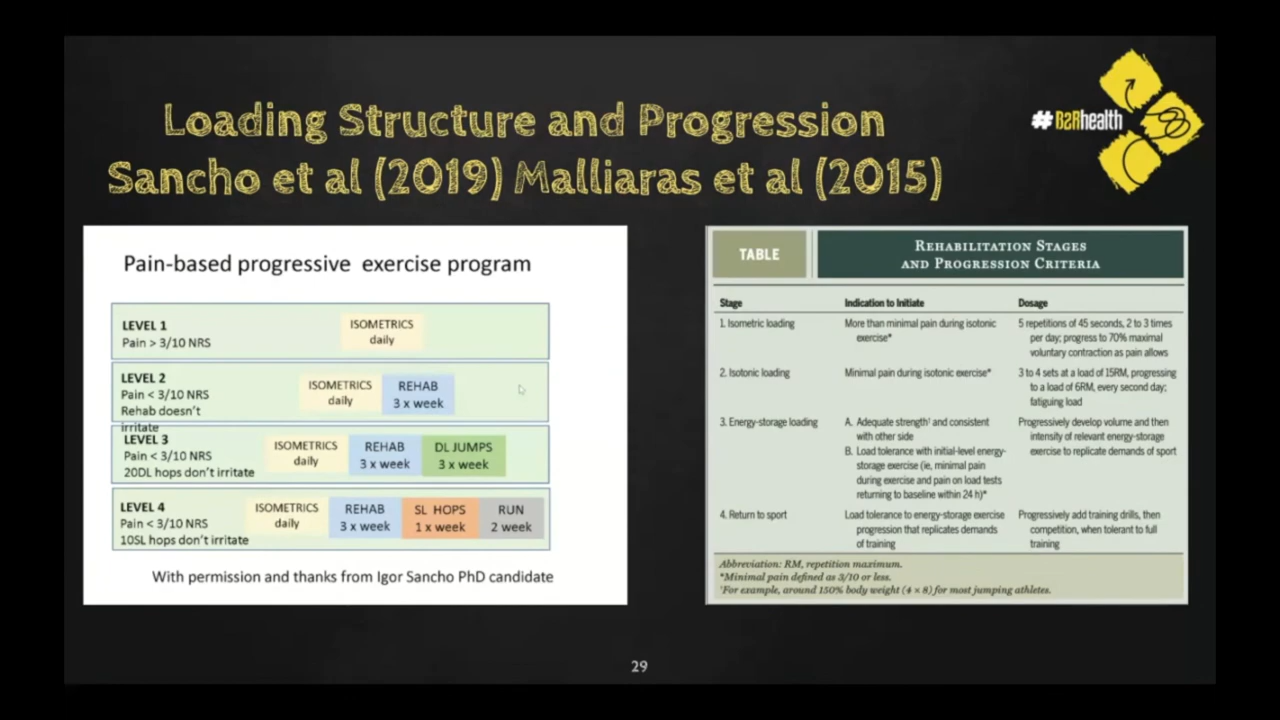 Loading Structure and Progression
Sancho et al (2019) Malliaras et al (2015)
#B2Rhealth
Pain-based progressive exercise program
LEVEL 1
Pain > 3/10 NRS
ISOMETRICS
daily
LEVEL 2
Pain < 3/10 NRS
Rehab doesn't
irritate
ISOMETRICS
daily
REHAB
3 x week
LEVEL 3
Pain < 3/10 NRS
20DL hops don't irritate
ISOMETRICS
daily
REHAB
3 x week
DL JUMPS
3 x week
LEVEL 4
Pain < 3/10 NRS
10SL hops don't irritate
ISOMETRICS
daily
REHAB
3 x week
SL HOPS
1 x week
RUN
2 week
With permission and thanks from Igor Sancho PhD candidate
TABLE
REHABILITATION STAGES
AND PROGRESSION CRITERIA
Stage
Indication to Initiate
Dosage
1. Isometric loading
More than minimal pain during isotonic
exercise*
5 repetitions of 45 seconds, 2 to 3 times
per day; progress to 70% maximal
voluntary contraction as pain allows
2. Isotonic loading
Minimal pain during isotonic exercise*
3 to 4 sets at a load of 15RM, progressing
to a load of 6RM, every second day;
fatiguing load
3. Energy-storage loading
A. Adequate strength† and consistent
with other side
B. Load tolerance with initial-level energy-
storage exercise (ie, minimal pain
during exercise and pain on load tests
returning to baseline within 24 h)*
Progressively develop volume and then
intensity of relevant energy-storage
exercise to replicate demands of sport
4. Return to sport
Load tolerance to energy-storage exercise
progression that replicates demands
of training
Progressively add training drills, then
competition, when tolerant to full
training
Abbreviation: RM, repetition maximum.
*Minimal pain defined as 3/10 or less.
†For example, around 150% body weight (4 × 8) for most jumping athletes.
29